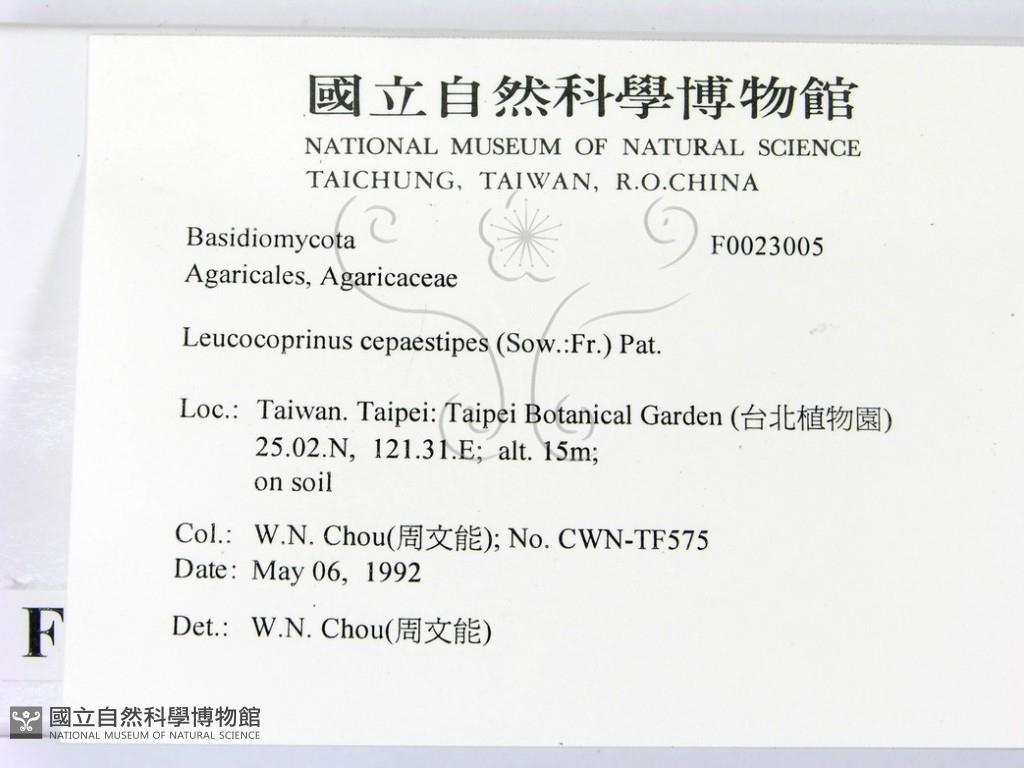 國立自然科學博物館
NATIONAL MUSEUM OF NATURAL SCIENCE
TAICHUNG, TAIWAN, R.O.CHINA
Basidiomycota F0023005
Agaricales, Agaricaceae
Leucocoprinus cepaestipes (Sow.:Fr.) Pat.
Loc.: Taiwan. Taipei: Taipei Botanical Garden (台北植物園)
25.02.N, 121.31.E; alt. 15m;
on soil
Col.: W.N. Chou(周文能); No. CWN-TF575
Date: May 06, 1992
Det.: W.N. Chou(周文能)
F
國立自然科學博物館
NATIONAL MUSEUM OF NATURAL SCIENCE